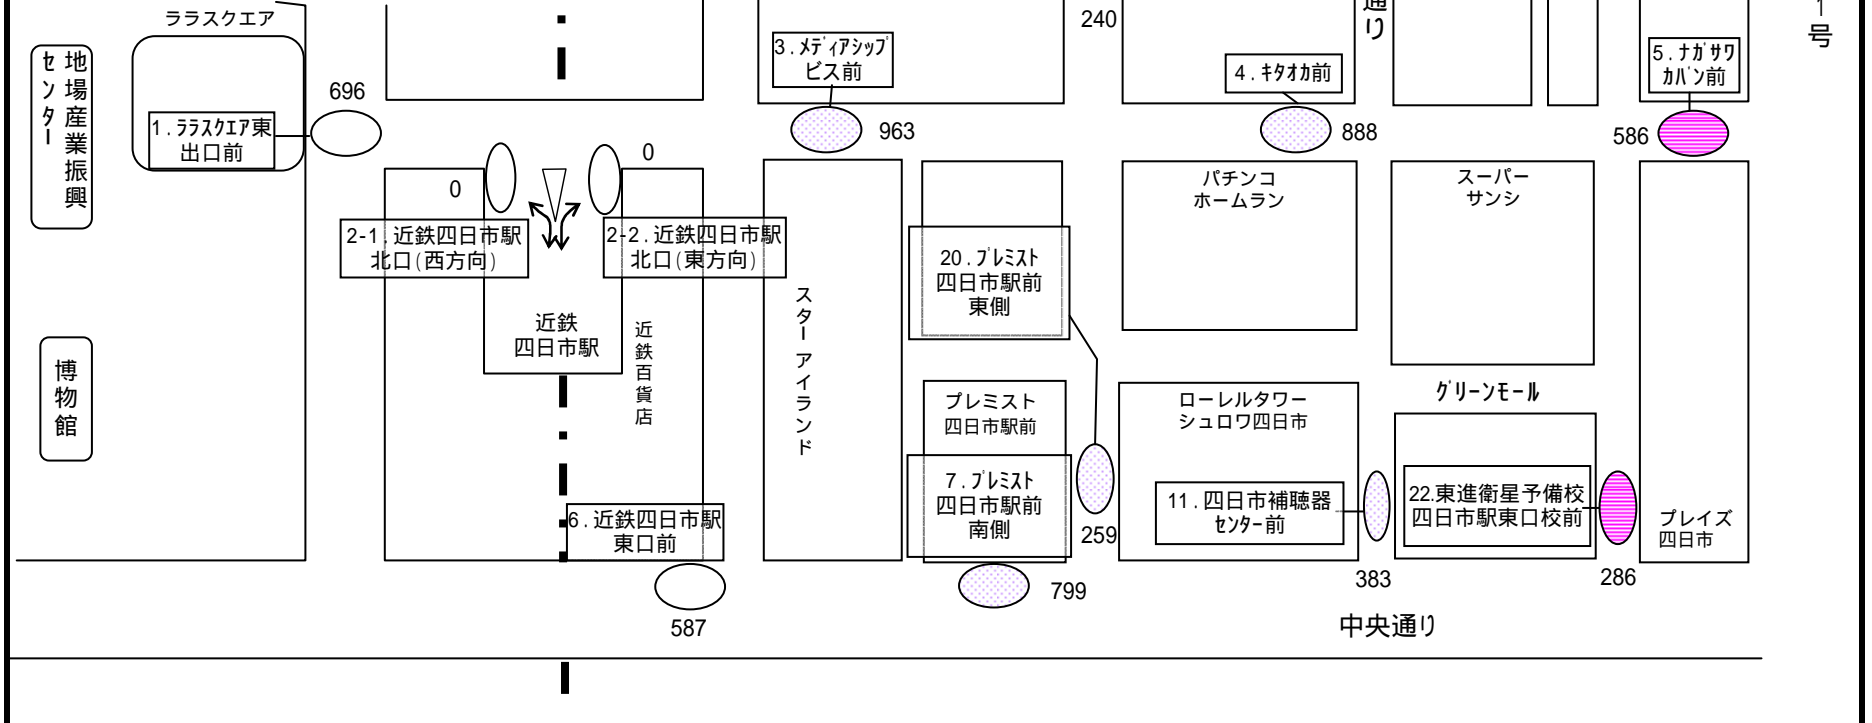 ララスクエア
地場産業振興
センター
696
1.ﾗﾗｽｸｴｱ東
出口前
博物館
0
0
2-1.近鉄四日市駅
北口(西方向)
2-2.近鉄四日市駅
北口(東方向)
近鉄
四日市駅
近鉄百貨店
6.近鉄四日市駅
東口前
587
3.ﾒﾃﾞｨｱｼｯﾌﾟ
ビス前
963
スターアイランド
20.ﾌﾟﾚﾐｽﾄ
四日市駅前
東側
プレミスト
四日市駅前
7.ﾌﾟﾚﾐｽﾄ
四日市駅前
南側
259
799
240
通り
4.ｷﾀｵｶ前
888
パチンコ
ホームラン
ローレルタワー
シュロワ四日市
11.四日市補聴器
ｾﾝﾀｰ前
383
スーパー
サンシ
ｸﾞﾘｰﾝﾓｰﾙ
22.東進衛星予備校
四日市駅東口校前
286
5.ﾅｶﾞｻﾜ
ｶﾊﾞﾝ前
586
プレイズ
四日市
中央通り
1号